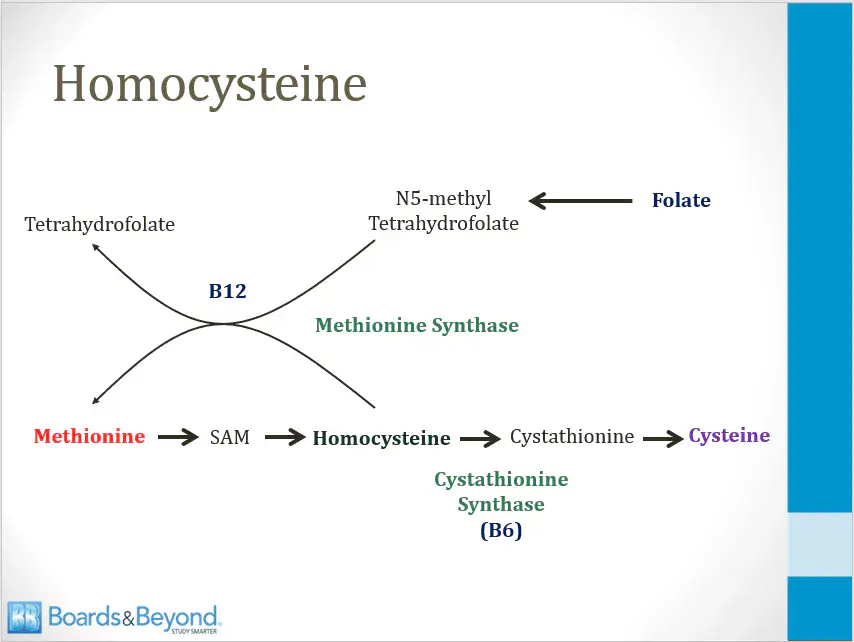 Homocysteine
N5-methyl
Tetrahydrofolate
Folate
Tetrahydrofolate
B12
Methionine Synthase
Methionine
SAM
Homocysteine
Cystathionine
Cysteine
Cystathionine
Synthase
(B6)
BB Boards&Beyond.
STUDY SMARTER